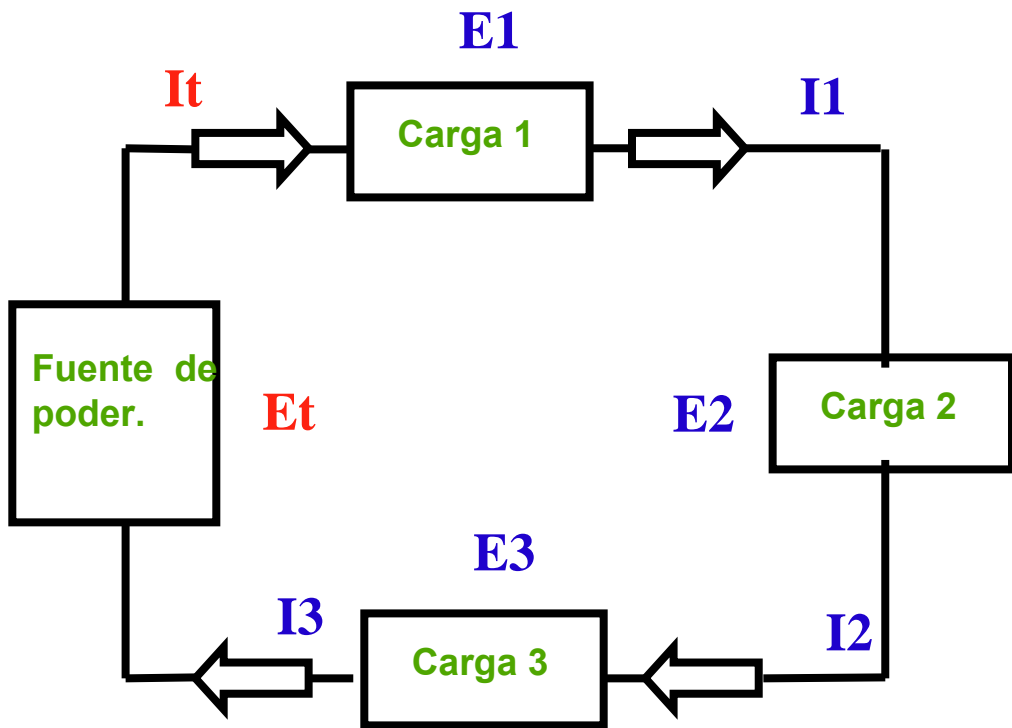 E1
It
I1
Carga 1
Fuente de
poder.
Et
E2
Carga 2
E3
I3
I2
Carga 3